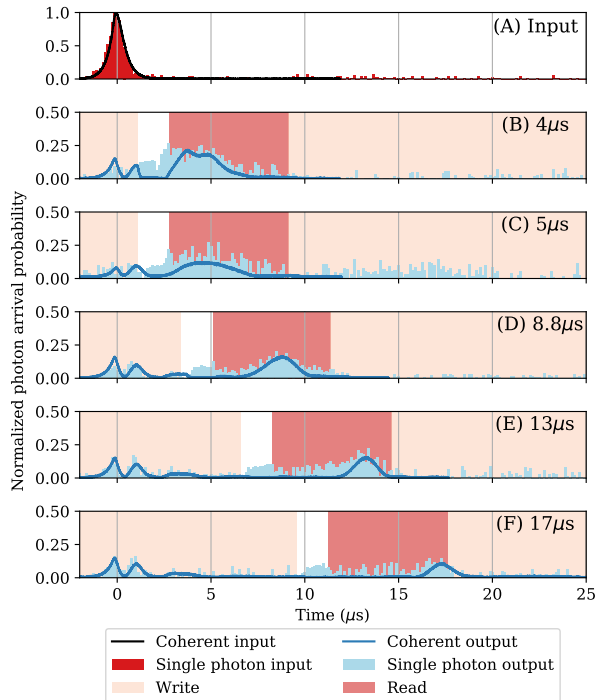 1.0
0.5
0.0
(A) Input
0.50
0.25
0.00
(B) 4μs
0.50
0.25
0.00
(C) 5μs
0.50
0.25
0.00
(D) 8.8μs
0.50
0.25
0.00
(E) 13μs
0.50
0.25
0.00
(F) 17μs
0 5 10 15 20 25
Time (μs)
Normalized photon arrival probability
Coherent input
Single photon input
Write
Coherent output
Single photon output
Read